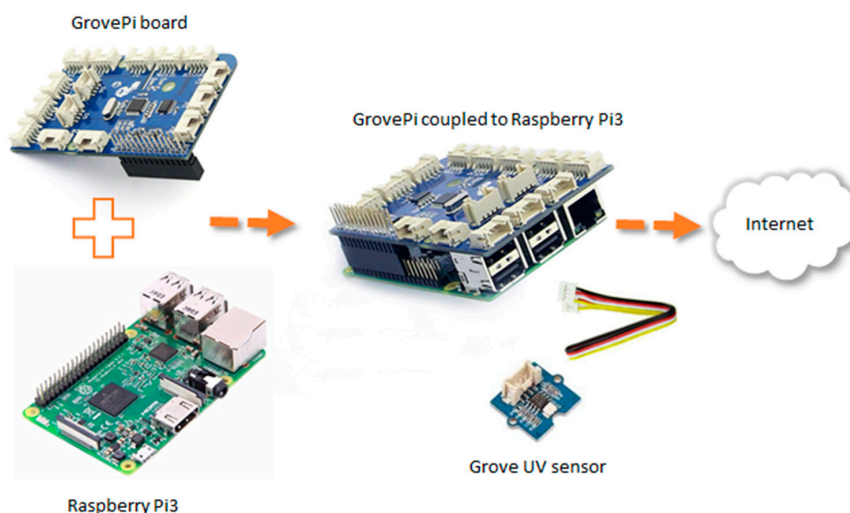 GrovePi board
GrovePi coupled to Raspberry Pi3
Internet
Grove UV sensor
Raspberry Pi3